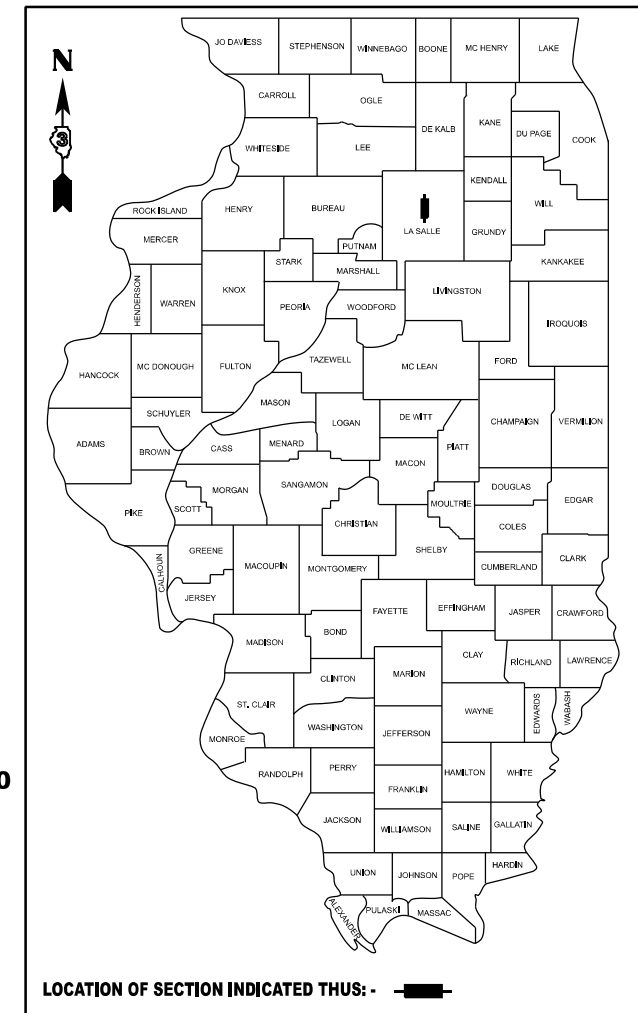 JO DAVIESS STEPHENSON WINNEBAGO BOONE MC HENRY LAKE
N
CARROLL OGLE DE KALB KANE DU PAGE COOK
3
WHITESIDE LEE
KENDALL
ROCK ISLAND HENRY BUREAU LA SALLE GRUNDY WILL
MERCER PUTNAM
STARK MARSHALL KANKAKEE
HENDERSON WARREN KNOX PEORIA WOODFORD LIVINGSTON
IROQUOIS
HANCOCK MC DONOUGH FULTON TAZEWELL MC LEAN FORD
MASON
SCHUYLER LOGAN DE WITT CHAMPAIGN VERMILION
ADAMS BROWN CASS MENARD MACON PIATT
MORGAN SANGAMON DOUGLAS EDGAR
PIKE SCOTT CHRISTIAN MOULTRIE COLES
GREENE SHELBY
CALHOUN MACOUPIN MONTGOMERY CUMBERLAND CLARK
JERSEY FAYETTE EFFINGHAM JASPER CRAWFORD
MADISON BOND
CLAY RICHLAND LAWRENCE
CLINTON MARION
ST. CLAIR WAYNE EDWARDS WABASH
WASHINGTON JEFFERSON
MONROE
0
RANDOLPH PERRY HAMILTON WHITE
FRANKLIN
JACKSON WILLIAMSON SALINE GALLATIN
UNION JOHNSON POPE HARDIN
ALEXANDER PULASKI MASSAC
LOCATION OF SECTION INDICATED THUS: -